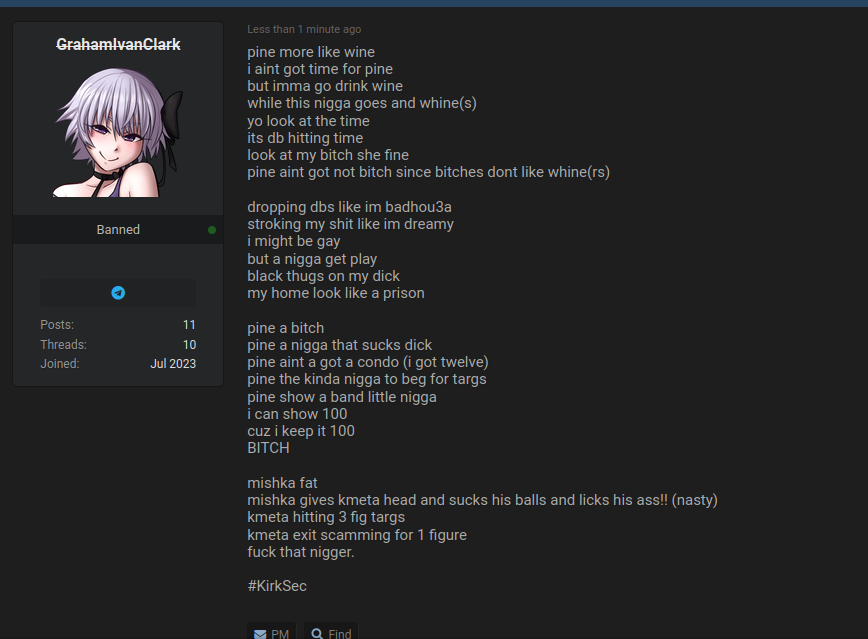 GrahamIvanClark
Less than 1 minute ago
pine more like wine
i aint got time for pine
but imma go drink wine
while this nigga goes and whine(s)
yo look at the time
its db hitting time
look at my bitch she fine
pine aint got not bitch since bitches dont like whine(rs)
dropping dbs like im badhou3a
stroking my shit like im dreamy
i might be gay
but a nigga get play
black thugs on my dick
my home look like a prison
pine a bitch
pine a nigga that sucks dick
pine aint a got a condo (i got twelve)
pine the kinda nigga to beg for targs
pine show a band little nigga
i can show 100
cuz i keep it 100
BITCH
mishka fat
mishka gives kmeta head and sucks his balls and licks his ass!! (nasty)
kmeta hitting 3 fig targs
kmeta exit scamming for 1 figure
fuck that nigger.
#KirkSec
Banned
Posts: 11
Threads: 10
Joined: Jul 2023
PM Find